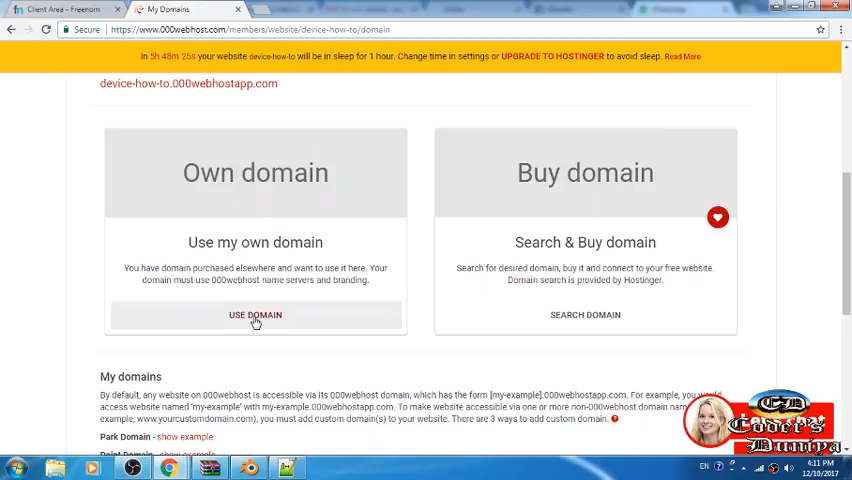 Client Area - Freenom
My Domains
Secure
https://www.000webhost.com/members/website/device-how-to/domain
In 5h 48m 25s your website device-how-to will be in sleep for 1 hour. Change time in settings or UPGRADE TO HOSTINGER to avoid sleep. Read More
device-how-to.000webhostapp.com
Own domain
Use my own domain
You have domain purchased elsewhere and want to use it here. Your
domain must use 000webhost name servers and branding.
USE DOMAIN
Buy domain
Search & Buy domain
Search for desired domain, buy it and connect to your free website.
Domain search is provided by Hostinger.
SEARCH DOMAIN
My domains
By default, any website on 000webhost is accessible via its 000webhost domain, which has the form [my-example].000webhostapp.com. For example, you would
access website named 'my-example' with my-example.000webhostapp.com. To make website accessible via one or more non-000webhost domain
example, www.yourcustomdomain.com), you must add custom domain(s) to your website. There are 3 ways to add custom domain.
Park Domain - show example
Point Domain - show example
CD
Coder's
Duniya
EN
4:11 PM
12/10/2017